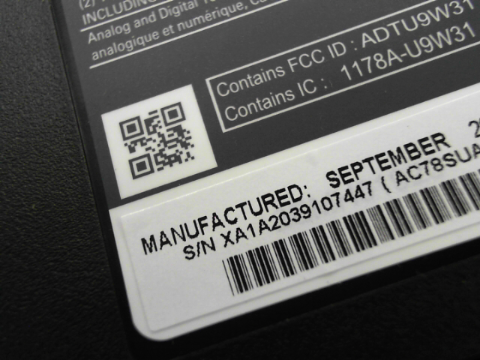 (2)
INCLUDING
Analog and Digital
analogique et numérique,
Contains FCC ID : ADTU9W31
Contains IC : 1178A-U9W31
MANUFACTURED: SEPTEMBER
S/N XA1A2039107447 ( AC78SUA